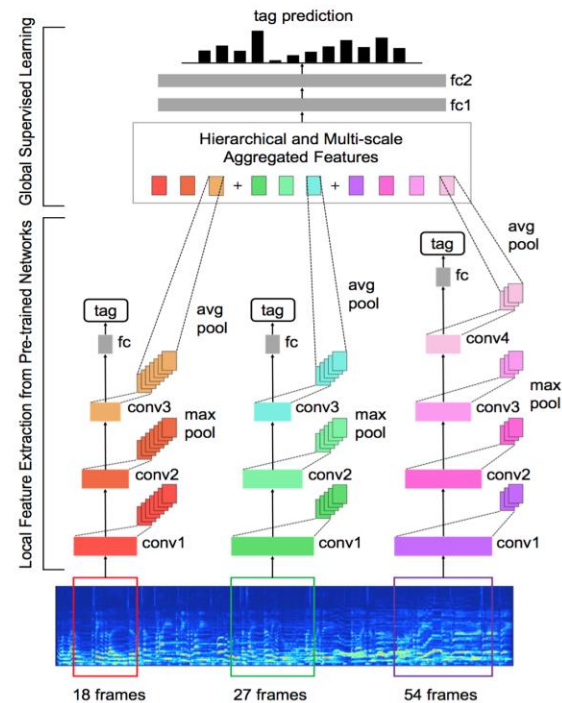 tag prediction
fc2
fc1
Global Supervised Learning
Hierarchical and Multi-scale
Aggregated Features
+
+
Local Feature Extraction from Pre-trained Networks
tag
fc
avg
pool
conv3
max
pool
conv2
conv1
tag
fc
avg
pool
conv3
max
pool
conv2
conv1
avg
pool
tag
fc
conv4
max
pool
conv3
conv2
conv1
18 frames
27 frames
54 frames